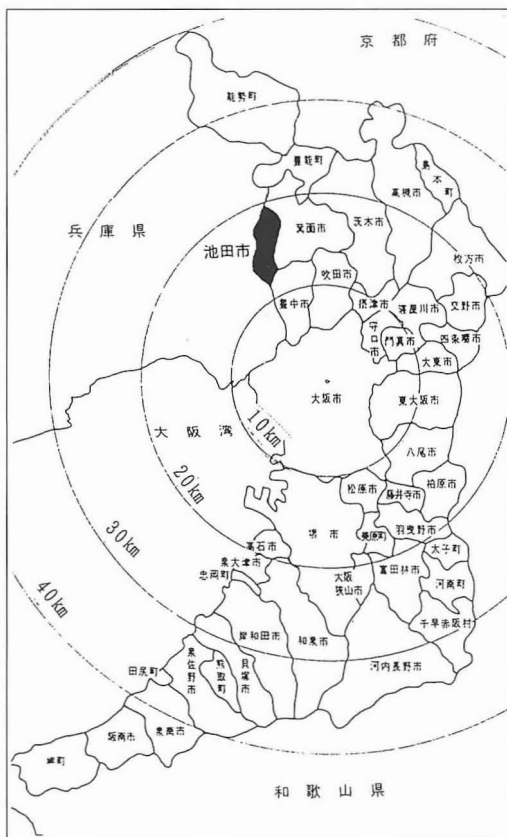 京都府
能勢町
豊能町
島本町
高槻市
兵庫県
箕面市
茨木市
池田市
枚方市
吹田市
豊中市
摂津市
寝屋川市
交野市
守口市
門真市
四条畷市
大東市
大阪市
東大阪市
10km
大阪湾
八尾市
20km
松原市
藤井寺市
柏原市
堺市
美原町
羽曳野市
30km
高石市
太子町
泉大津市
忠岡町
大阪狭山市
富田林市
河南町
40km
千早赤阪村
岸和田市
和泉市
河内長野市
田尻町
泉佐野市
熊取町
貝塚市
阪南市
泉南市
岬町
和歌山県